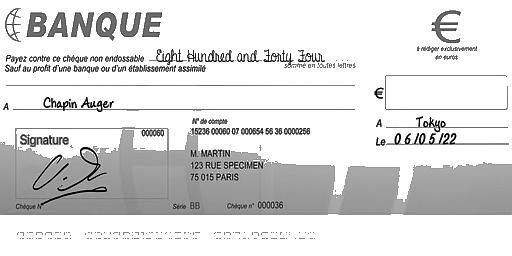 BANQUE
€
à rédiger exclusivement
en euros
Payez contre ce chèque non endossable Eight Hundred and Forty Four
somme en toutes lettres
Sauf au profit d'une banque ou d'un établissement assimilé
€
A Chapin Auger
A Tokyo
Le 06/05/22
N° de compte
000060 15236 00060 07 000654 56 36 0000256
Signature
M. MARTIN
123 RUE SPECIMEN
75 015 PARIS
Chèque N° Série BB Chèque n° 000036